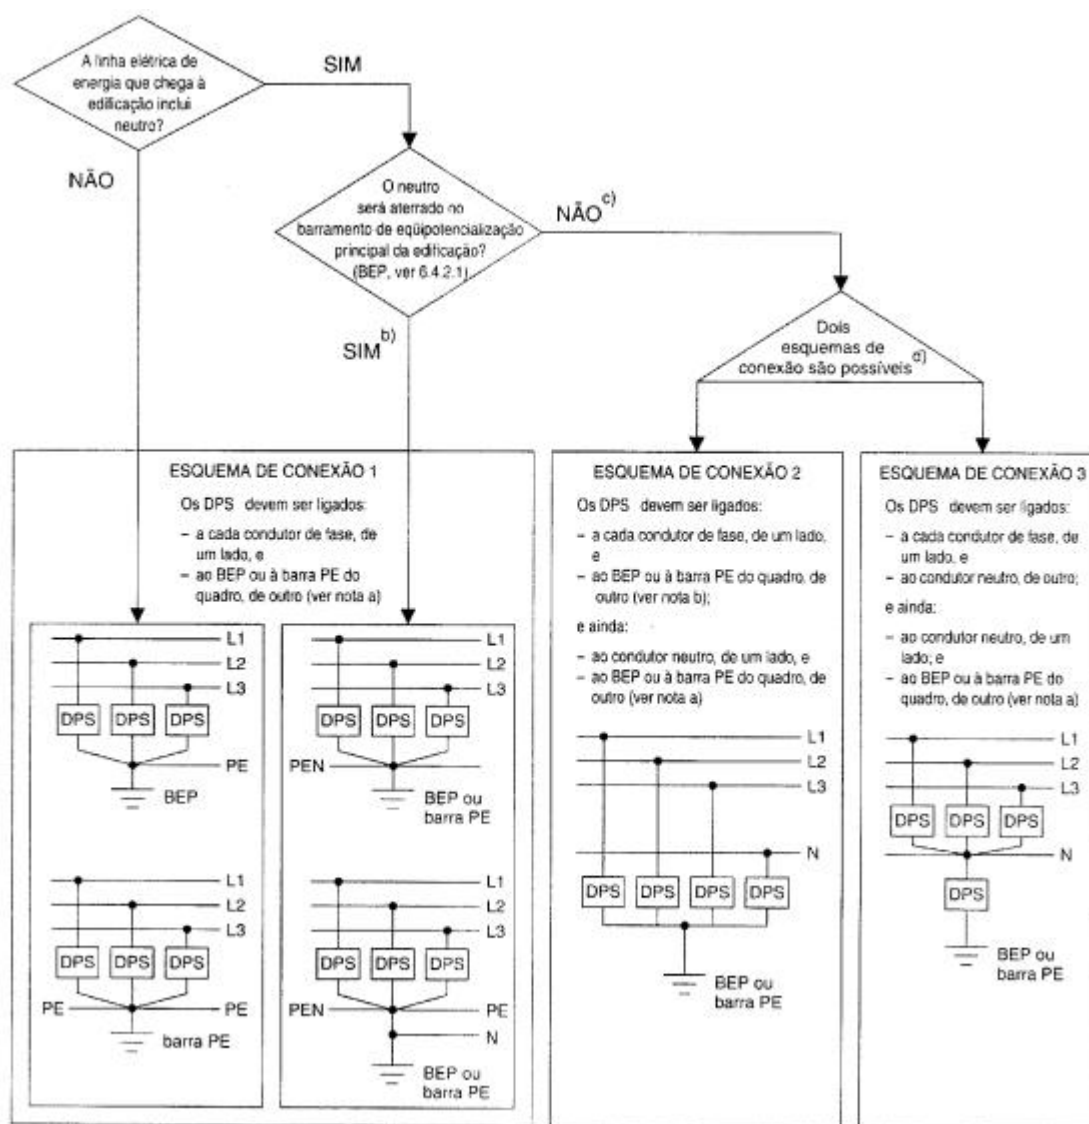 A linha elétrica de
energia que chega à
edificação inclui
neutro?
SIM
NÃO
O neutro
será aterrado no
barramento de eqüipotencialização
principal da edificação?
(BEP, ver 6.4.2.1)
NÃO c)
SIM b)
Dois
esquemas de
conexão são possíveis d)
ESQUEMA DE CONEXÃO 1
Os DPS devem ser ligados:
– a cada condutor de fase, de
um lado, e
– ao BEP ou à barra PE do
quadro, de outro (ver nota a)
L1
L2
L3
DPS DPS DPS
PE
BEP
L1
L2
L3
DPS DPS DPS
PEN
BEP ou
barra PE
L1
L2
L3
DPS DPS DPS
PE PE
barra PE
L1
L2
L3
DPS DPS DPS
PEN PE
N
BEP ou
barra PE
ESQUEMA DE CONEXÃO 2
Os DPS devem ser ligados:
– a cada condutor de fase, de um lado,
e
– ao BEP ou à barra PE do quadro, de
outro (ver nota b);
e ainda:
– ao condutor neutro, de um lado, e
– ao BEP ou à barra PE do quadro, de
outro (ver nota a)
L1
L2
L3
N
DPS DPS DPS DPS
BEP ou
barra PE
ESQUEMA DE CONEXÃO 3
Os DPS devem ser ligados:
– a cada condutor de fase, de
um lado, e
– ao condutor neutro, de outro;
e ainda:
– ao condutor neutro, de um
lado; e
– ao BEP ou à barra PE do
quadro, de outro (ver nota a)
L1
L2
L3
DPS DPS DPS
N
DPS
BEP ou
barra PE